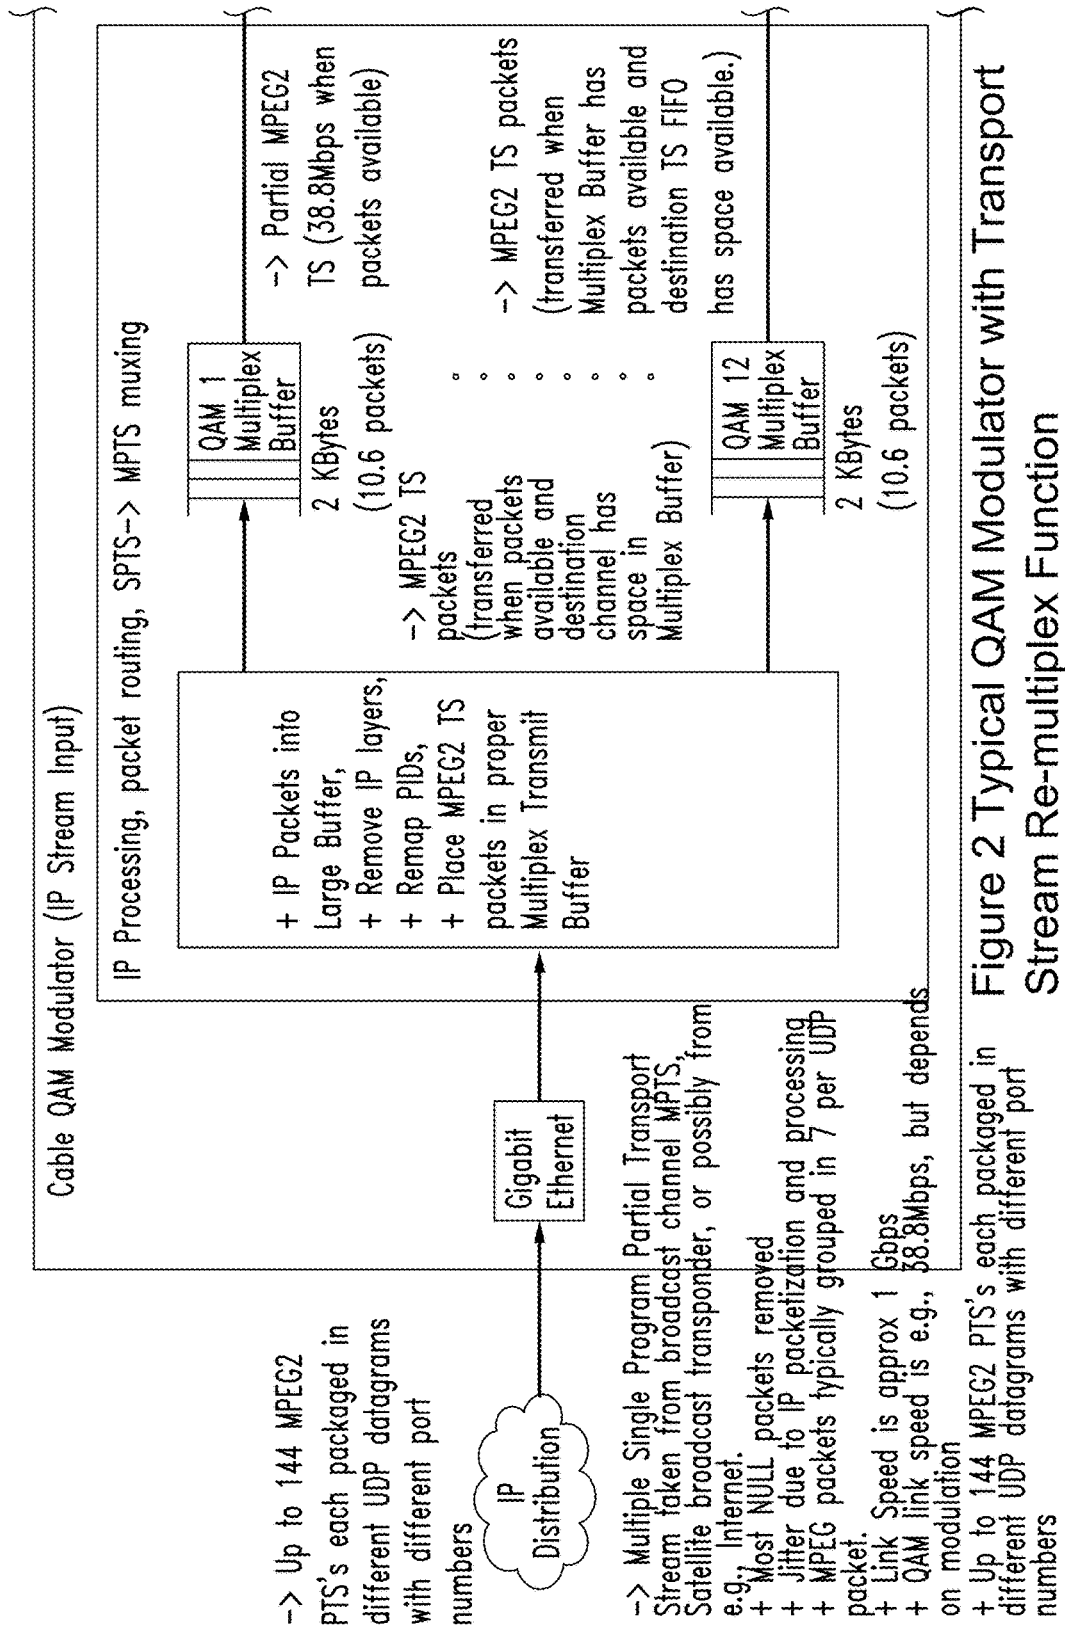 Cable QAM Modulator (IP Stream Input)
IP Processing, packet routing, SPTS-> MPTS muxing
-> Up to 144 MPEG2
PTS's each packaged in
different UDP datagrams
with different port
numbers
IP
Distribution
Gigabit
Ethernet
+ IP Packets into
Large Buffer,
+ Remove IP layers,
+ Remap PIDs,
+ Place MPEG2 TS
packets in proper
Multiplex Transmit
Buffer
QAM 1
Multiplex
Buffer
2 KBytes
(10.6 packets)
-> Partial MPEG2
TS (38.8Mbps when
packets available)
-> MPEG2 TS
packets
(transferred
when packets
available and
destination
channel has
space in
Multiplex Buffer)
-> MPEG2 TS packets
(transferred when
Multiplex Buffer has
packets available and
destination TS FIFO
has space available.)
QAM 12
Multiplex
Buffer
2 KBytes
(10.6 packets)
-> Multiple Single Program Partial Transport
Stream taken from broadcast channel MPTS,
Satellite broadcast transponder, or possibly from
e.g., Internet.
+ Most NULL packets removed
+ Jitter due to IP packetization and processing
+ MPEG packets typically grouped in 7 per UDP
packet.
+ Link Speed is approx 1 Gbps
+ QAM link speed is e.g., 38.8Mbps, but depends
on modulation
+ Up to 144 MPEG2 PTS's each packaged in
different UDP datagrams with different port
numbers
Figure 2 Typical QAM Modulator with Transport
Stream Re-multiplex Function